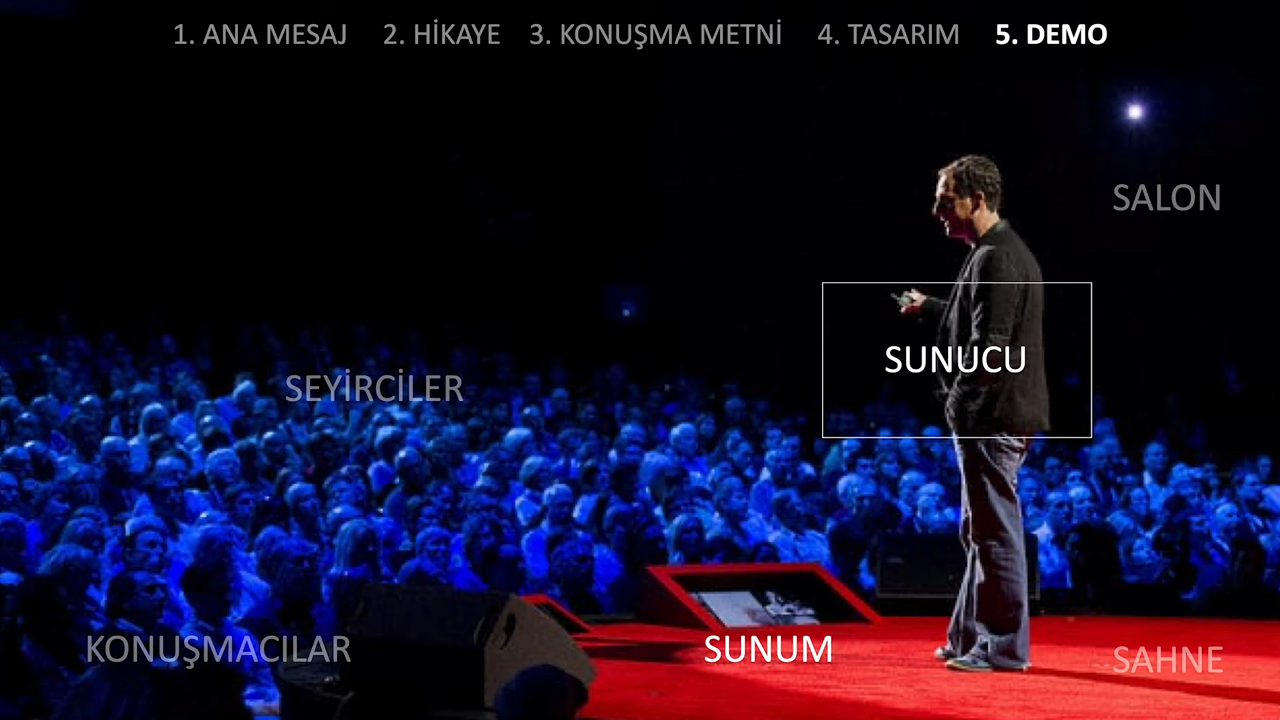 1. ANA MESAJ 2. HİKAYE 3. KONUŞMA METNİ 4. TASARIM 5. DEMO
SALON
SUNUCU
SEYİRCİLER
KONUŞMACILAR SUNUM SAHNE